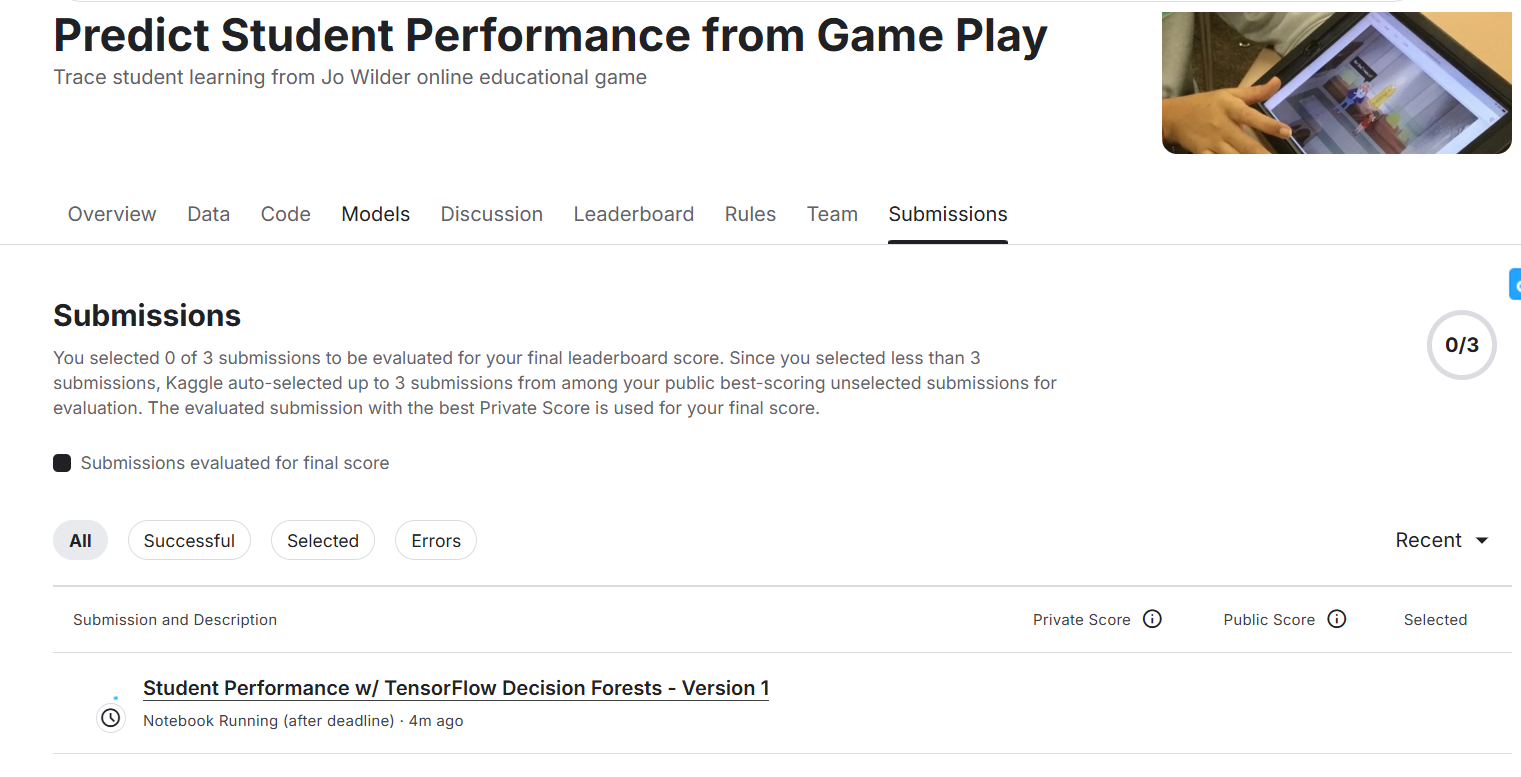 Predict Student Performance from Game Play
Trace student learning from Jo Wilder online educational game
Overview Data Code Models Discussion Leaderboard Rules Team Submissions
Submissions
You selected 0 of 3 submissions to be evaluated for your final leaderboard score. Since you selected less than 3
submissions, Kaggle auto-selected up to 3 submissions from among your public best-scoring unselected submissions for
evaluation. The evaluated submission with the best Private Score is used for your final score.
0/3
Submissions evaluated for final score
All Successful Selected Errors Recent
Submission and Description Private Score Public Score Selected
Student Performance w/ TensorFlow Decision Forests - Version 1
Notebook Running (after deadline) · 4m ago